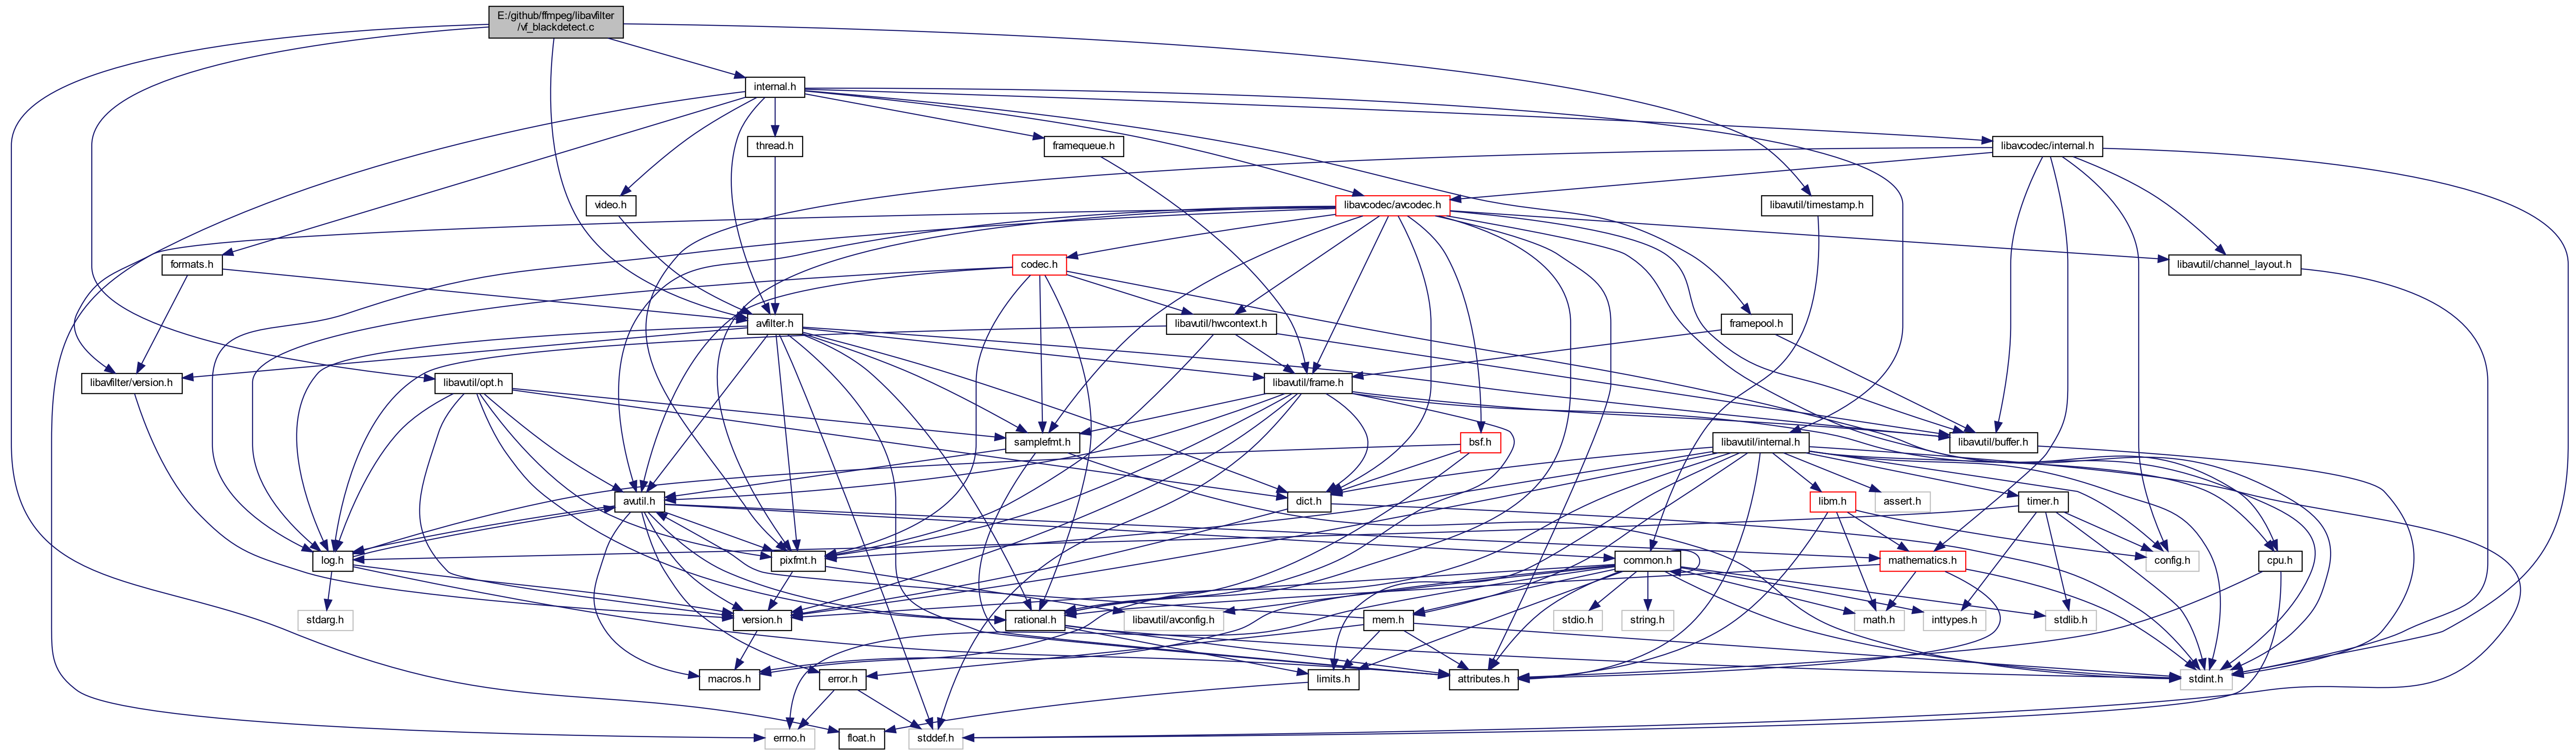 E:/github/ffmpeg/libavfilter
/vf_blackdetect.c
internal.h
thread.h
framequeue.h
libavcodec/internal.h
video.h
libavcodec/avcodec.h
libavutil/timestamp.h
formats.h
codec.h
libavutil/channel_layout.h
avfilter.h
libavutil/hwcontext.h
framepool.h
libavfilter/version.h
libavutil/opt.h
libavutil/frame.h
samplefmt.h
bsf.h
libavutil/internal.h
libavutil/buffer.h
avutil.h
dict.h
libm.h
assert.h
timer.h
log.h
pixfmt.h
common.h
mathematics.h
config.h
cpu.h
stdarg.h
version.h
libavutil/avconfig.h
rational.h
mem.h
stdio.h
string.h
math.h
inttypes.h
stdlib.h
macros.h
error.h
limits.h
attributes.h
stdint.h
errno.h
float.h
stddef.h